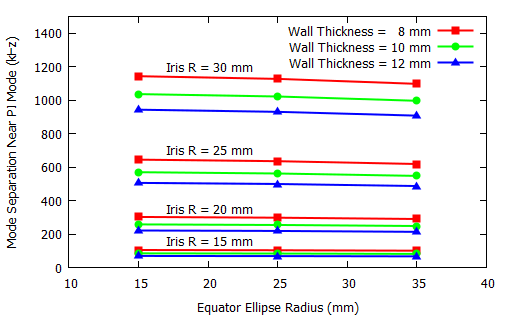 Wall Thickness = 8 mm
Wall Thickness = 10 mm
Wall Thickness = 12 mm
Iris R = 30 mm
Iris R = 25 mm
Iris R = 20 mm
Iris R = 15 mm
Mode Separation Near PI Mode (kHz)
1400
1200
1000
800
600
400
200
0
10
15
20
25
30
35
40
Equator Ellipse Radius (mm)